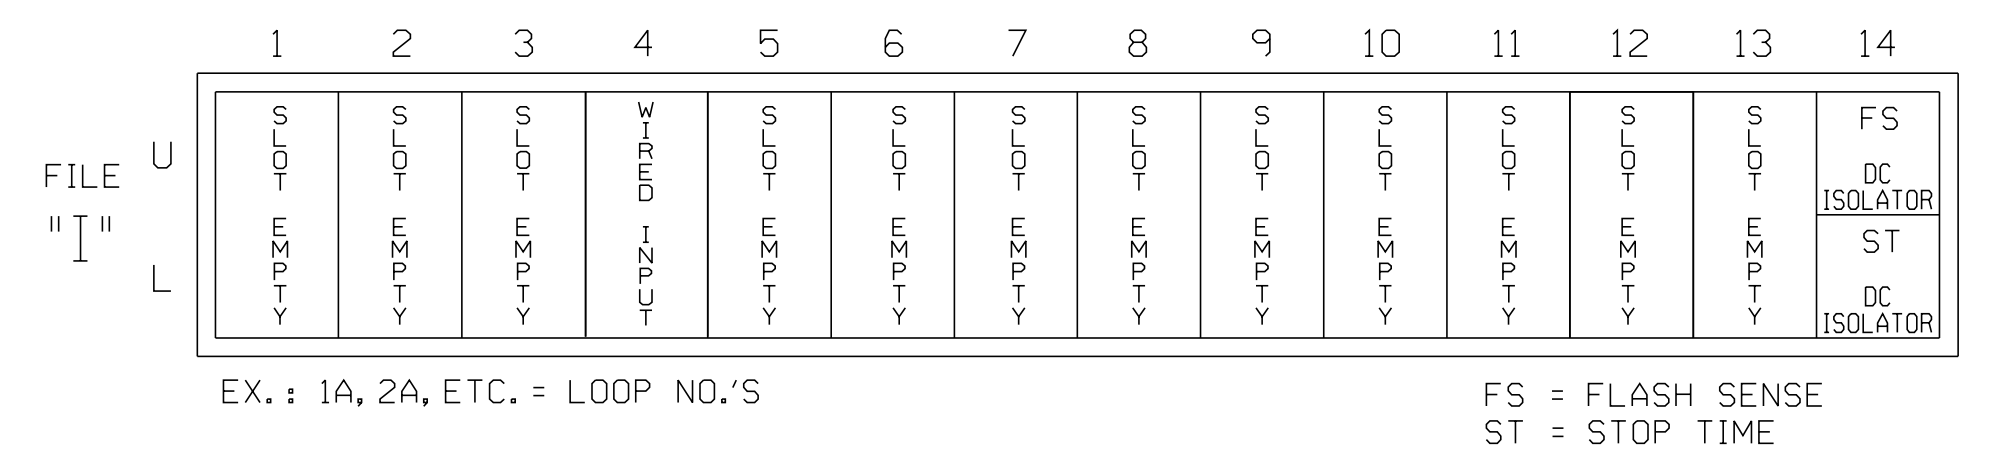 1 2 3 4 5 6 7 8 9 10 11 12 13 14
FILE
"I"
U
L
SLOT EMPTY
SLOT EMPTY
SLOT EMPTY
WIRED INPUT
SLOT EMPTY
SLOT EMPTY
SLOT EMPTY
SLOT EMPTY
SLOT EMPTY
SLOT EMPTY
SLOT EMPTY
SLOT EMPTY
SLOT EMPTY
FS
DC
ISOLATOR
ST
DC
ISOLATOR
EX.: 1A, 2A, ETC. = LOOP NO.'S
FS = FLASH SENSE
ST = STOP TIME